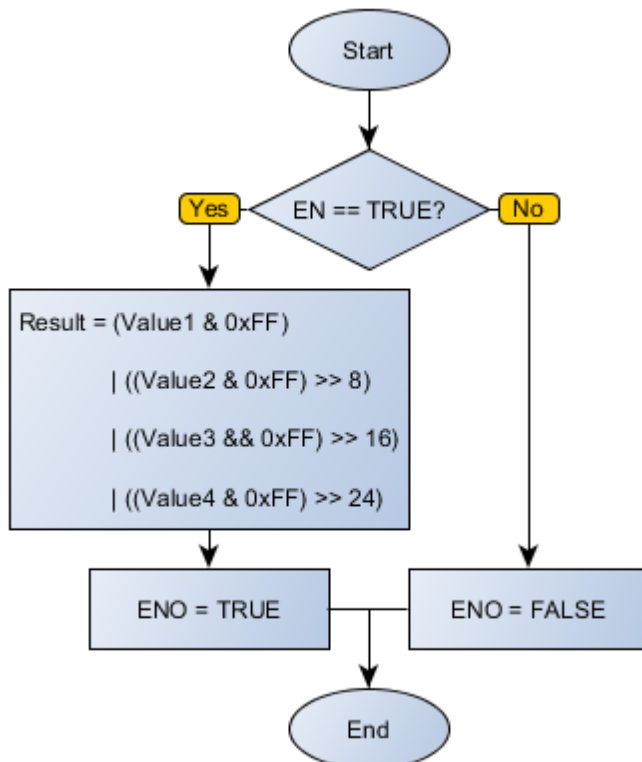 Start
EN == TRUE?
Yes
No
Result = (Value1 & 0xFF)
| ((Value2 & 0xFF) >> 8)
| ((Value3 && 0xFF) >> 16)
| ((Value4 & 0xFF) >> 24)
ENO = TRUE
ENO = FALSE
End